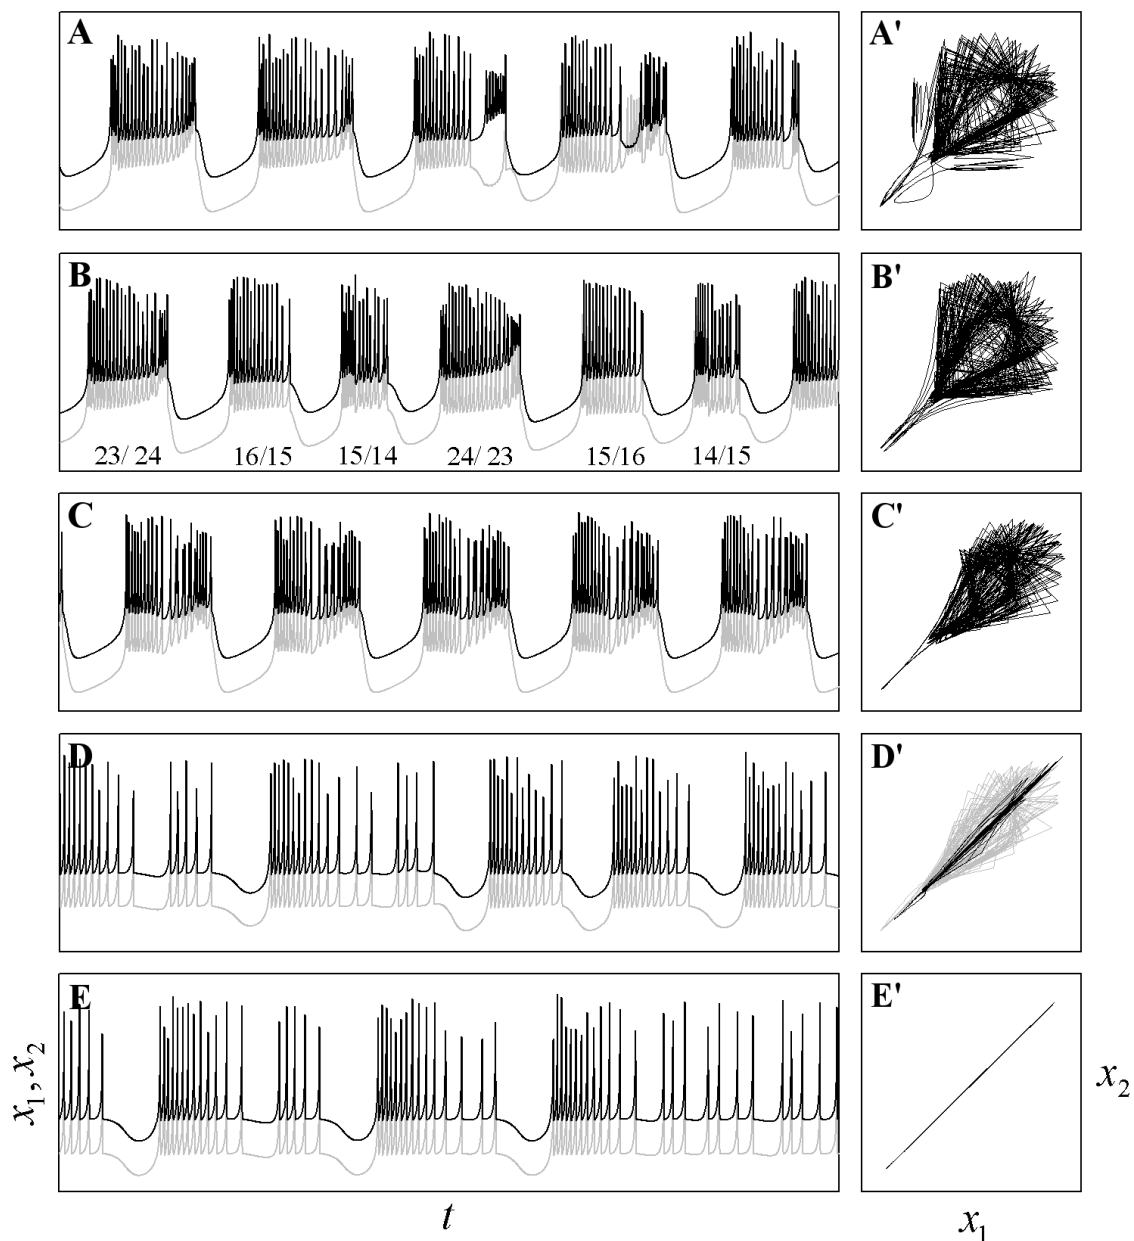 A
A'
B
B'
23/ 24
16/15
15/14
24/ 23
15/16
14/15
C
C'
D
D'
E
E'
x₁, x₂
x₂
t
x₁